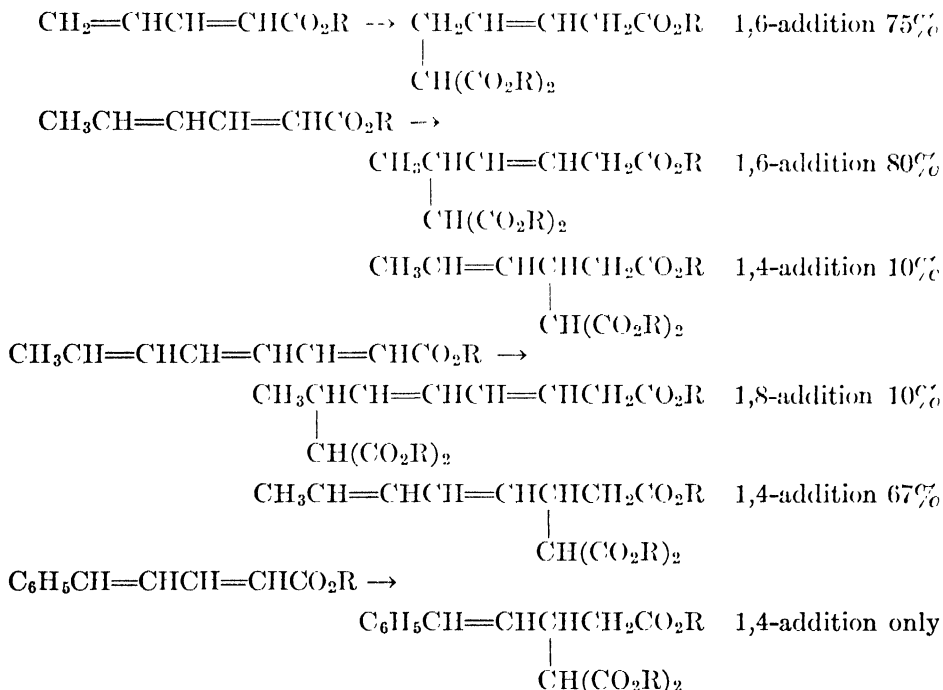 CH₂=CHCH=CHCO₂R → CH₂CH=CHCH₂CO₂R 1,6-addition 75%
CH(CO₂R)₂
CH₃CH=CHCH=CHCO₂R →
CH₃CHCH=CHCH₂CO₂R 1,6-addition 80%
CH(CO₂R)₂
CH₃CH=CHCHCH₂CO₂R 1,4-addition 10%
CH(CO₂R)₂
CH₃CH=CHCH=CHCH=CHCO₂R →
CH₃CHCH=CHCH=CHCH₂CO₂R 1,8-addition 10%
CH(CO₂R)₂
CH₃CH=CHCH=CHCHCH₂CO₂R 1,4-addition 67%
CH(CO₂R)₂
C₆H₅CH=CHCH=CHCO₂R →
C₆H₅CH=CHCHCH₂CO₂R 1,4-addition only
CH(CO₂R)₂